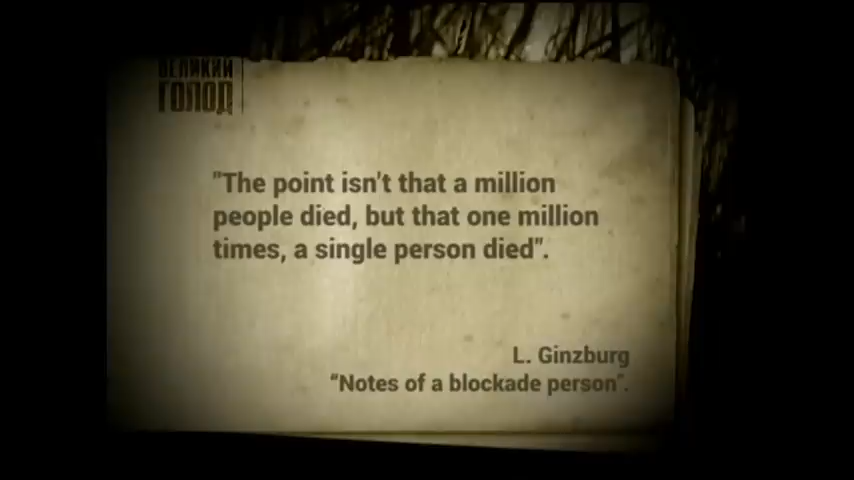 ВЕЛИКИЙ
ГОЛОД
"The point isn't that a million
people died, but that one million
times, a single person died".
L. Ginzburg
“Notes of a blockade person”.